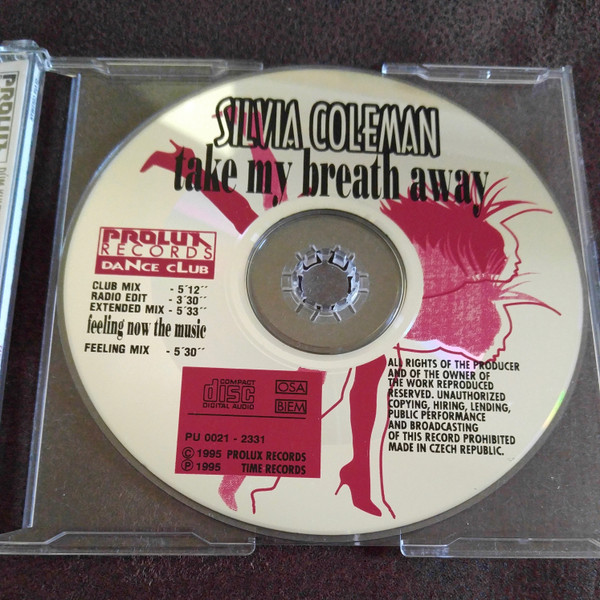 PROLUX
SILVIA COLEMAN
take my breath away
PROLUX
RECORDS
DANCE CLUB
CLUB MIX - 5´12´´
RADIO EDIT - 3´30´´
EXTENDED MIX - 5´33´´
feeling now the music
FEELING MIX - 5´30´´
COMPACT
disc
DIGITAL AUDIO
OSA
BIEM
PU 0021 - 2331
© 1995 PROLUX RECORDS
℗ 1995 TIME RECORDS
ALL RIGHTS OF THE PRODUCER
AND OF THE OWNER OF
THE WORK REPRODUCED
RESERVED. UNAUTHORIZED
COPYING, HIRING, LENDING,
PUBLIC PERFORMANCE
AND BROADCASTING
OF THIS RECORD PROHIBITED
MADE IN CZECH REPUBLIC.